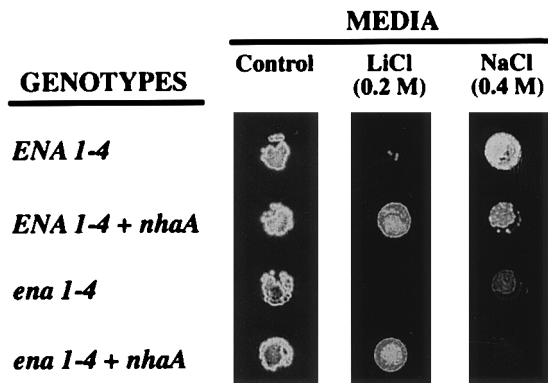 MEDIA
GENOTYPES
Control
LiCl
(0.2 M)
NaCl
(0.4 M)
ENA 1-4
ENA 1-4 + nhaA
ena 1-4
ena 1-4 + nhaA